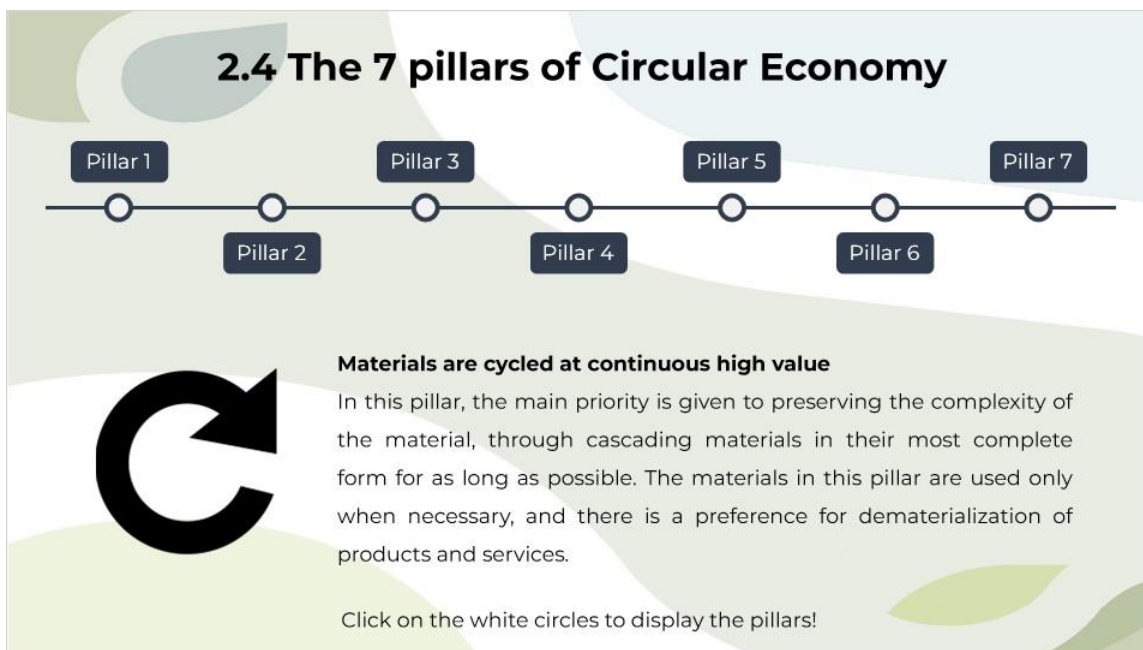 2.4 The 7 pillars of Circular Economy
Pillar 1
Pillar 3
Pillar 5
Pillar 7
Pillar 2
Pillar 4
Pillar 6
Materials are cycled at continuous high value
In this pillar, the main priority is given to preserving the complexity of
the material, through cascading materials in their most complete
form for as long as possible. The materials in this pillar are used only
when necessary, and there is a preference for dematerialization of
products and services.
Click on the white circles to display the pillars!